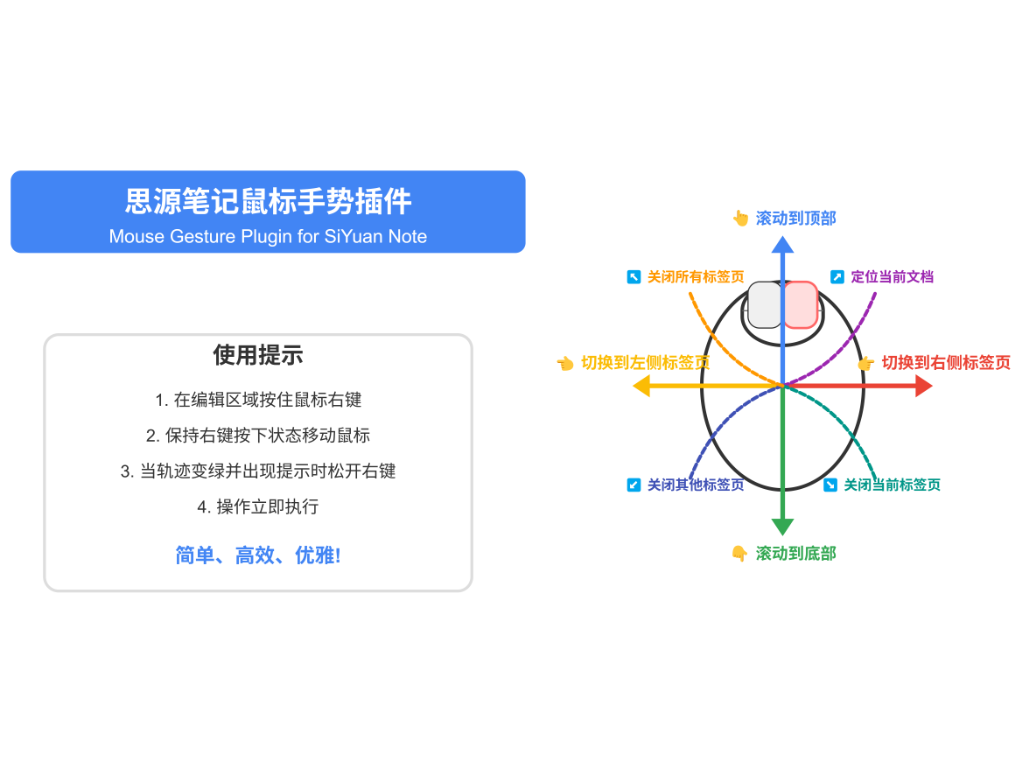 思源笔记鼠标手势插件
Mouse Gesture Plugin for SiYuan Note
使用提示
1. 在编辑区域按住鼠标右键
2. 保持右键按下状态移动鼠标
3. 当轨迹变绿并出现提示时松开右键
4. 操作立即执行
简单、高效、优雅!
👆 滚动到顶部
↖️ 关闭所有标签页
↗️ 定位当前文档
👈 切换到左侧标签页
👉 切换到右侧标签页
↙️ 关闭其他标签页
↘️ 关闭当前标签页
👇 滚动到底部